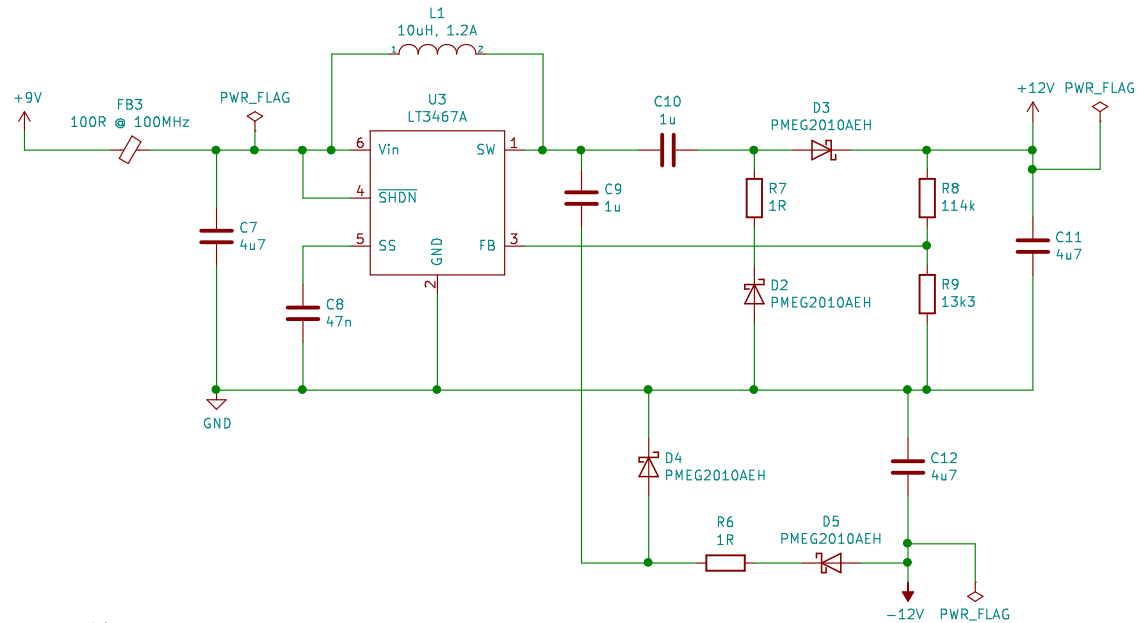 L1
10uH, 1.2A
1
2
+9V
FB3
100R @ 100MHz
PWR_FLAG
U3
LT3467A
C10
1u
D3
PMEG2010AEH
+12V
PWR_FLAG
6
Vin
SW
1
4
SHDN
C9
1u
R7
1R
R8
114k
C7
4u7
5
SS
GND
FB
3
C11
4u7
2
C8
47n
D2
PMEG2010AEH
R9
13k3
GND
D4
PMEG2010AEH
C12
4u7
R6
1R
D5
PMEG2010AEH
−12V
PWR_FLAG